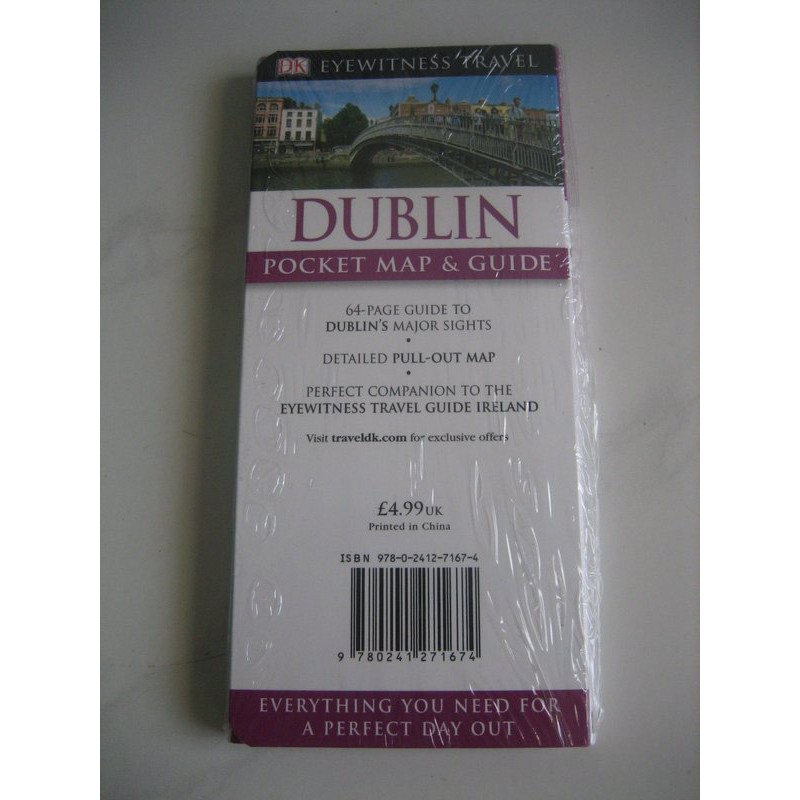 DK EYEWITNESS TRAVEL
DUBLIN
POCKET MAP & GUIDE
64-PAGE GUIDE TO
DUBLIN'S MAJOR SIGHTS
•
DETAILED PULL-OUT MAP
•
PERFECT COMPANION TO THE
EYEWITNESS TRAVEL GUIDE IRELAND
Visit traveldk.com for exclusive offers
£4.99UK
Printed in China
ISBN 978-0-2412-7167-4
9 780241 271674
EVERYTHING YOU NEED FOR
A PERFECT DAY OUT